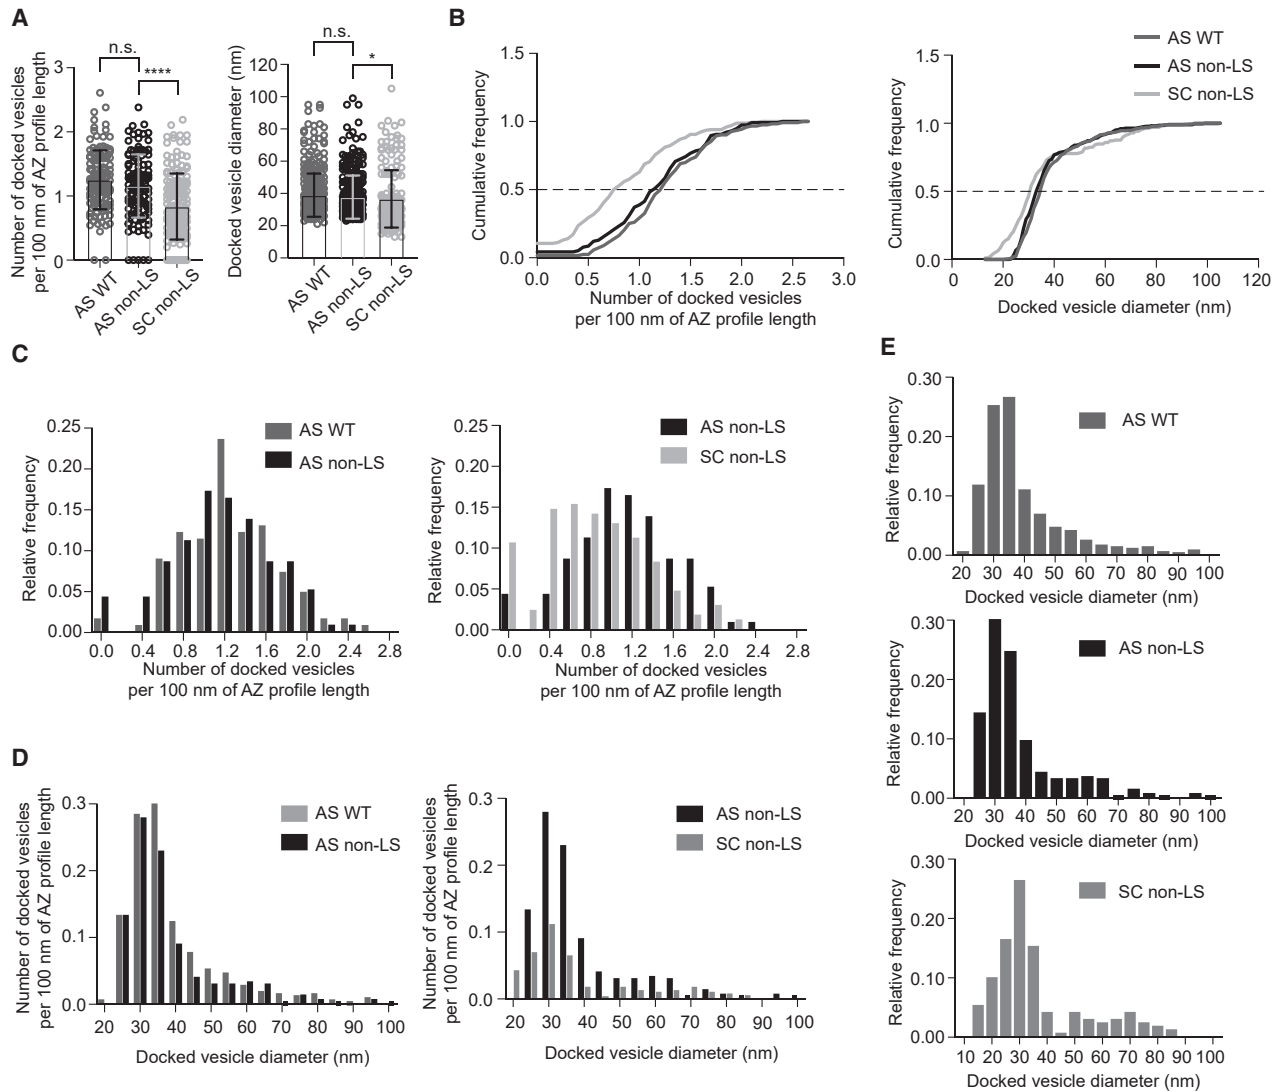 A
Number of docked vesicles
per 100 nm of AZ profile length
3
2
1
0
n.s.
****
AS WT
AS non-LS
SC non-LS
Docked vesicle diameter (nm)
120
100
80
60
40
20
0
n.s.
*
AS WT
AS non-LS
SC non-LS
B
Cumulative frequency
1.5
1.0
0.5
0.0
0.0 0.5 1.0 1.5 2.0 2.5 3.0
Number of docked vesicles
per 100 nm of AZ profile length
Cumulative frequency
1.5
1.0
0.5
0.0
0 20 40 60 80 100 120
Docked vesicle diameter (nm)
AS WT
AS non-LS
SC non-LS
C
Relative frequency
0.25
0.20
0.15
0.10
0.05
0.00
0.0 0.4 0.8 1.2 1.6 2.0 2.4 2.8
Number of docked vesicles
per 100 nm of AZ profile length
AS WT
AS non-LS
Relative frequency
0.25
0.20
0.15
0.10
0.05
0.00
0.0 0.4 0.8 1.2 1.6 2.0 2.4 2.8
Number of docked vesicles
per 100 nm of AZ profile length
AS non-LS
SC non-LS
D
Number of docked vesicles
per 100 nm of AZ profile length
0.3
0.2
0.1
0.0
20 30 40 50 60 70 80 90 100
Docked vesicle diameter (nm)
AS WT
AS non-LS
Number of docked vesicles
per 100 nm of AZ profile length
0.3
0.2
0.1
0.0
20 30 40 50 60 70 80 90 100
Docked vesicle diameter (nm)
AS non-LS
SC non-LS
E
Relative frequency
0.30
0.20
0.10
0.00
20 30 40 50 60 70 80 90 100
Docked vesicle diameter (nm)
AS WT
Relative frequency
0.30
0.20
0.10
0.00
20 30 40 50 60 70 80 90 100
Docked vesicle diameter (nm)
AS non-LS
Relative frequency
0.30
0.20
0.10
0.00
10 20 30 40 50 60 70 80 90 100
Docked vesicle diameter (nm)
SC non-LS